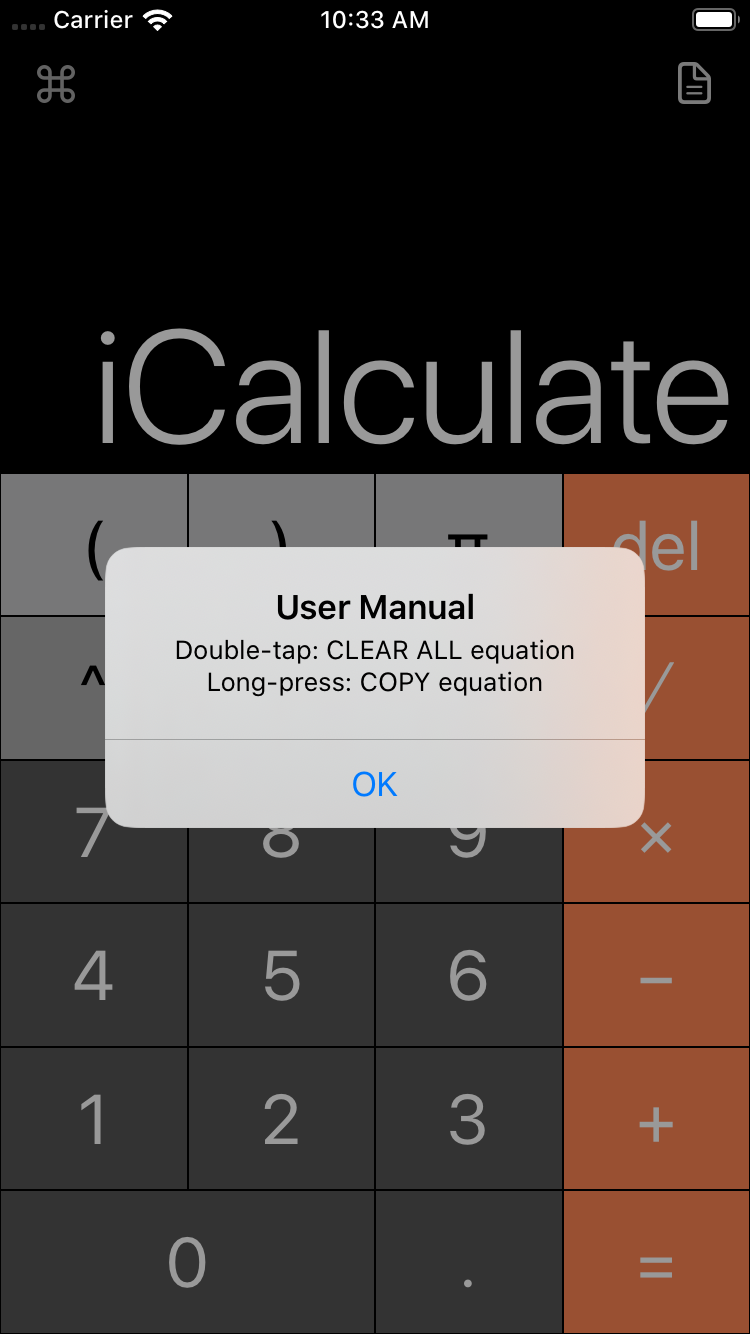 Carrier 10:33 AM
iCalculate
( ) π del
User Manual
Double-tap: CLEAR ALL equation
Long-press: COPY equation
^ /
OK
7 8 9 ×
4 5 6 −
1 2 3 +
0 . =